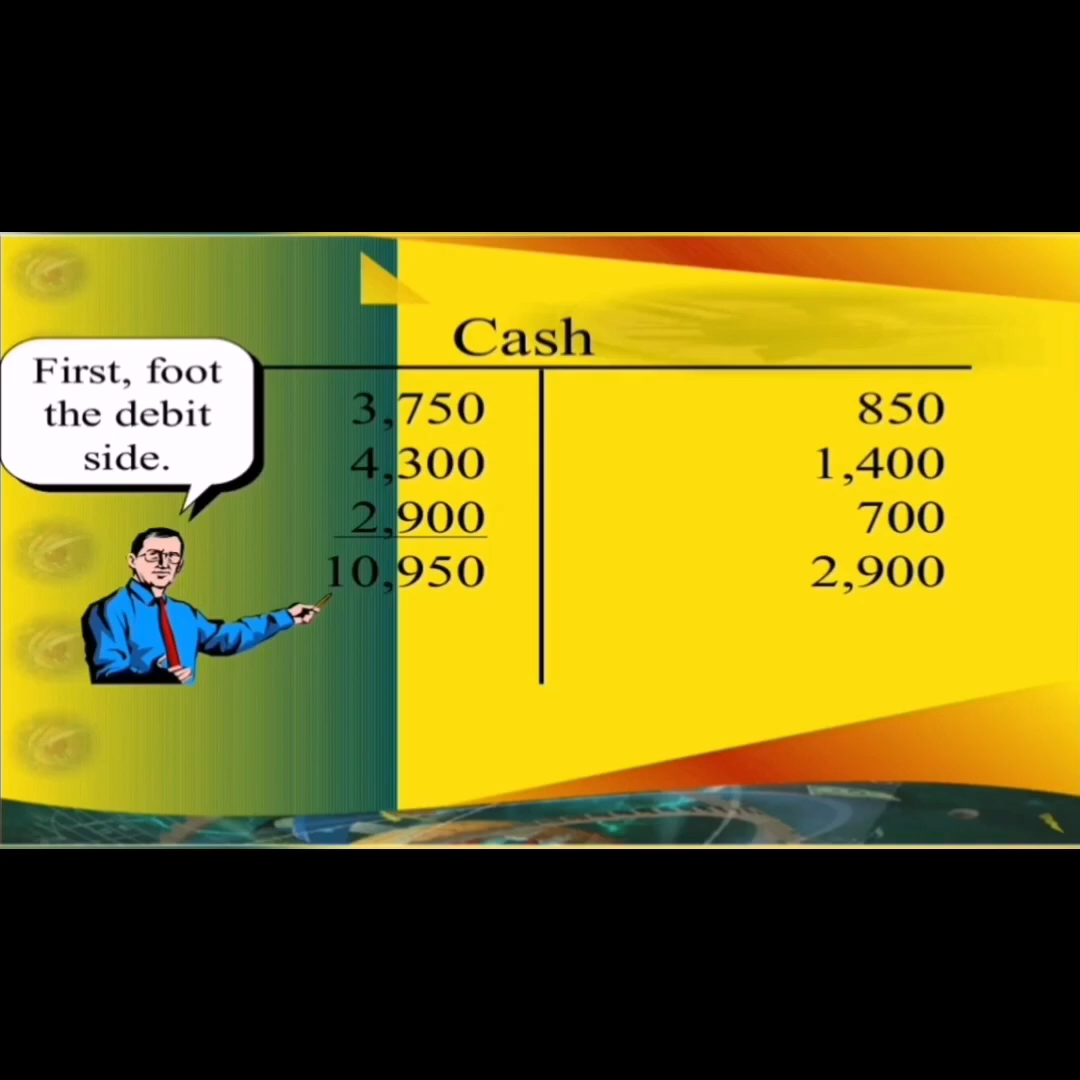 Cash
First, foot
the debit
side.
3,750 850
4,300 1,400
2,900 700
10,950 2,900